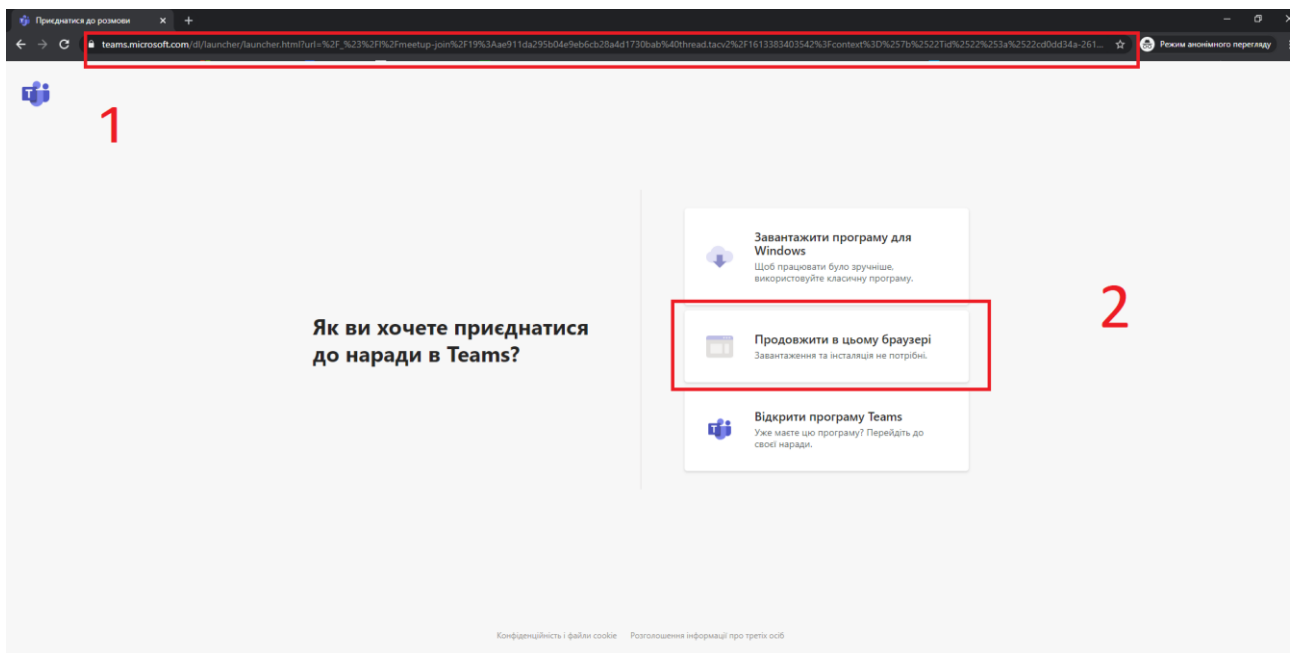 Приєднатися до розмови
teams.microsoft.com/dl/launcher/launcher.html?url=%2F_%23%2Fl%2Fmeetup-join%2F19%3Aae911da295b04e9eb6cb28a4d1730bab%40thread.tacv2%2F1613383403542%3Fcontext%3D%257b%2522Tid%2522%253a%2522cd0dd34a-261...
Режим анонімного перегляду
1
Завантажити програму для
Windows
Щоб працювати було зручніше,
використовуйте класичну програму.
2
Як ви хочете приєднатися
до наради в Teams?
Продовжити в цьому браузері
Завантаження та інсталяція не потрібні.
Відкрити програму Teams
Уже маєте цю програму? Перейдіть до
своєї наради.
Конфіденційність і файли cookie Розголошення інформації про третіх осіб